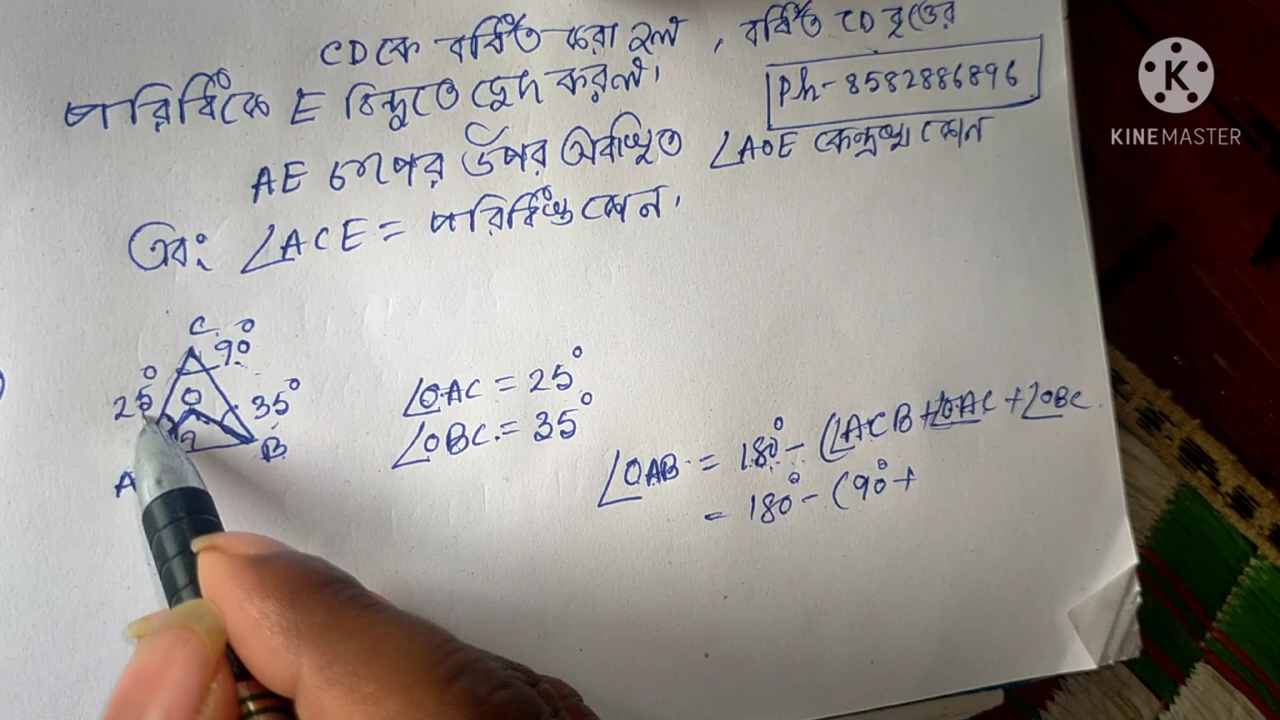 CD কে বর্ধিত করা হল , বর্ধিত CD বৃত্তের
Ph- 8582886896
পরিধিকে E বিন্দুতে ছেদ করল।
AE চাপের উপর অবস্থিত ∠AOE কেন্দ্রস্থ কোন
এবং ∠ACE = পরিধিস্থ কোন।
K
KINEMASTER
C
90°
25°
O
35°
?
B
A
∠OAC = 25°
∠OBC = 35°
∠OAB = 180° - (∠ACB + ∠OAC + ∠OBC
= 180° - (90° +